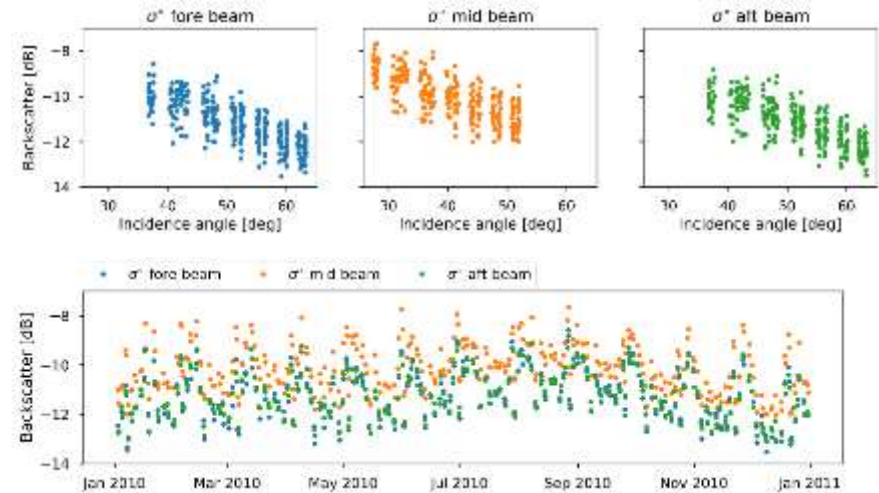 σ° fore beam
σ° mid beam
σ° aft beam
Backscatter [dB]
−8
−10
−12
14
30 40 50 60
30 40 50 60
30 40 50 60
Incidence angle [deg]
Incidence angle [deg]
Incidence angle [deg]
σ° fore beam σ° mid beam σ° aft beam
Backscatter [dB]
−8
−10
−12
−14
Jan 2010 Mar 2010 May 2010 Jul 2010 Sep 2010 Nov 2010 Jan 2011